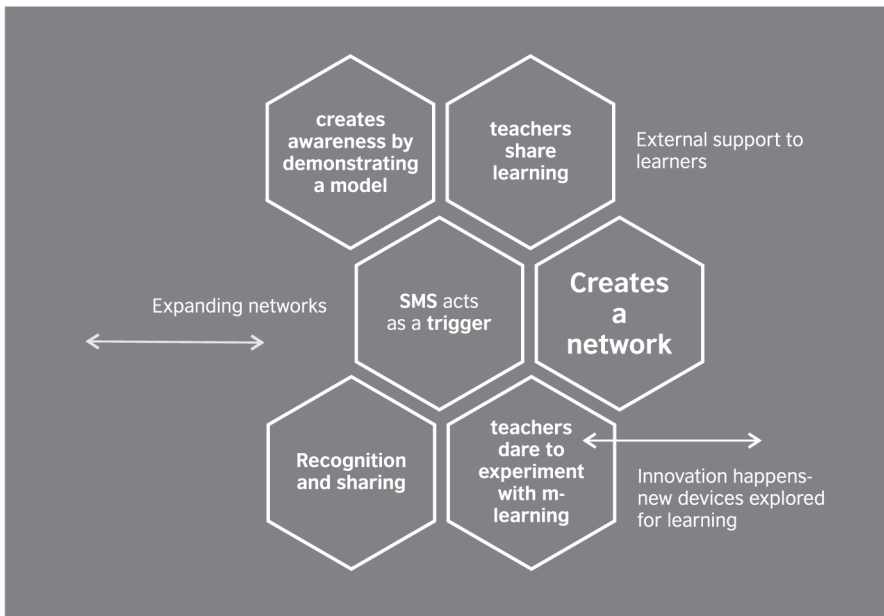 creates
awareness by
demonstrating
a model
teachers
share
learning
External support to
learners
Expanding networks
SMS acts
as a trigger
Creates
a
network
Recognition
and sharing
teachers
dare to
experiment
with m-
learning
Innovation happens-
new devices explored
for learning